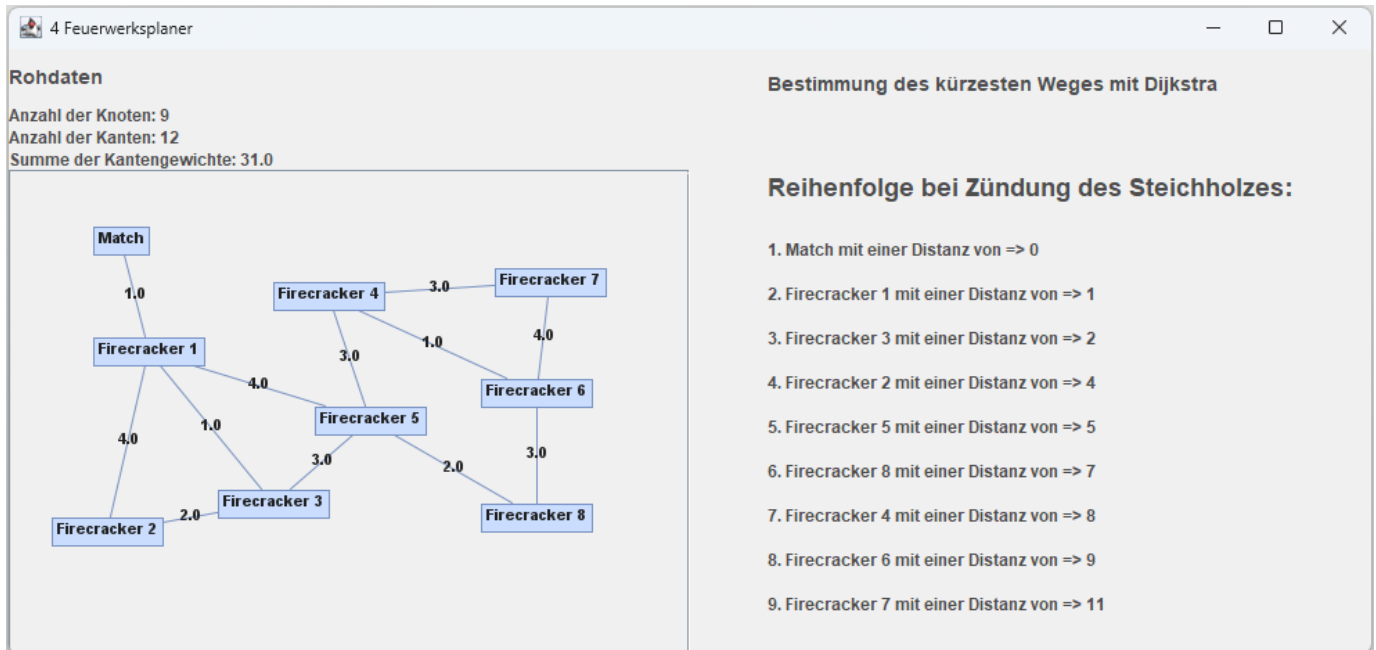 4 Feuerwerksplaner
Rohdaten
Anzahl der Knoten: 9
Anzahl der Kanten: 12
Summe der Kantengewichte: 31.0
Match
1.0
Firecracker 4
3.0
Firecracker 7
Firecracker 1
3.0
1.0
4.0
4.0
Firecracker 5
Firecracker 6
4.0
1.0
3.0
2.0
3.0
Firecracker 2
2.0
Firecracker 3
Firecracker 8
Bestimmung des kürzesten Weges mit Dijkstra
Reihenfolge bei Zündung des Steichholzes:
1. Match mit einer Distanz von => 0
2. Firecracker 1 mit einer Distanz von => 1
3. Firecracker 3 mit einer Distanz von => 2
4. Firecracker 2 mit einer Distanz von => 4
5. Firecracker 5 mit einer Distanz von => 5
6. Firecracker 8 mit einer Distanz von => 7
7. Firecracker 4 mit einer Distanz von => 8
8. Firecracker 6 mit einer Distanz von => 9
9. Firecracker 7 mit einer Distanz von => 11